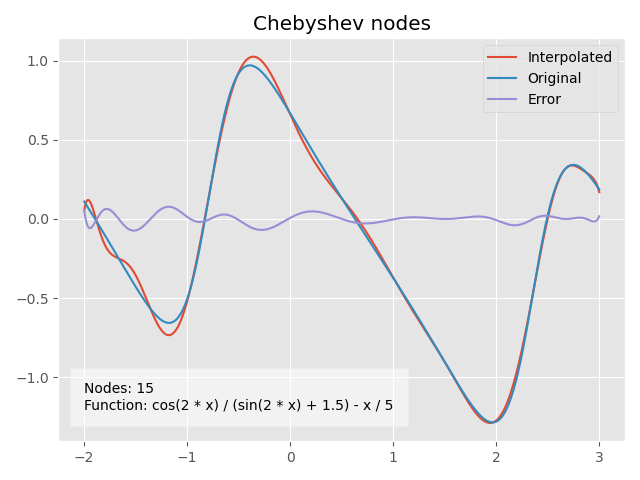 Chebyshev nodes
Interpolated
Original
Error
1.0
0.5
0.0
−0.5
−1.0
Nodes: 15
Function: cos(2 * x) / (sin(2 * x) + 1.5) - x / 5
−2 −1 0 1 2 3